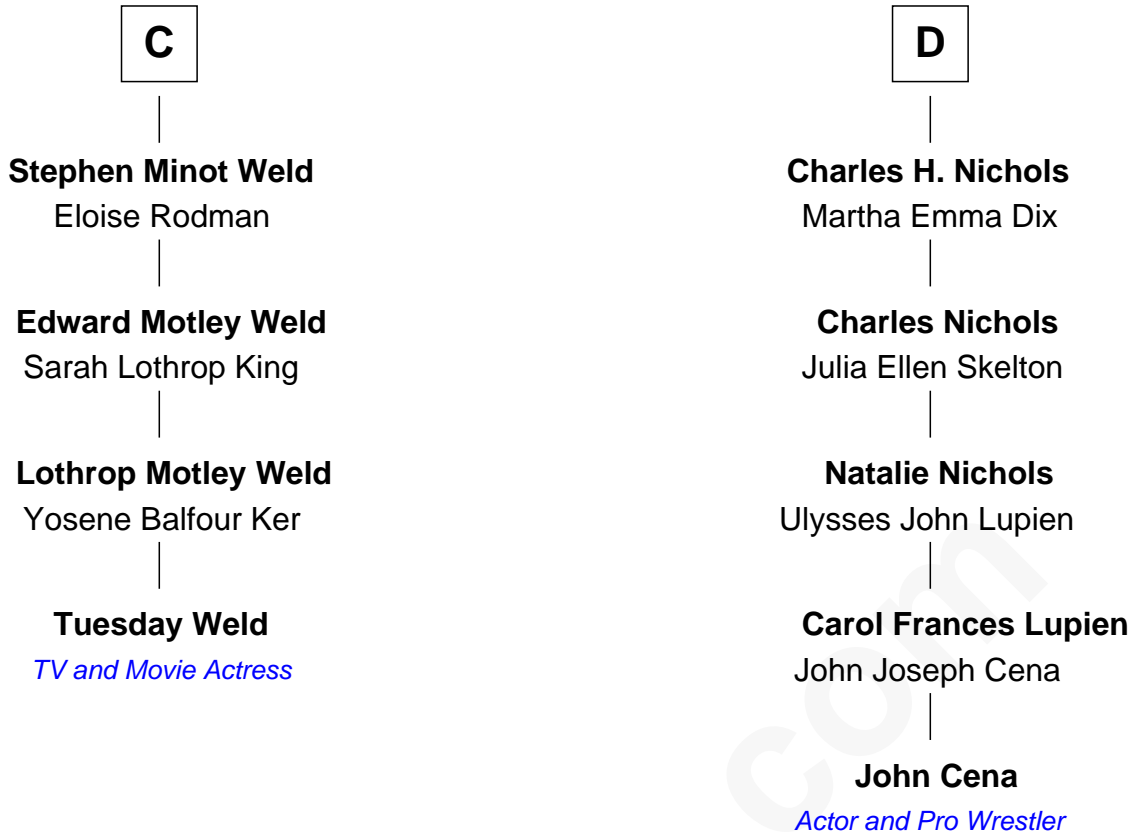 C
Stephen Minot Weld
Eloise Rodman
Edward Motley Weld
Sarah Lothrop King
Lothrop Motley Weld
Yosene Balfour Ker
Tuesday Weld
TV and Movie Actress
D
Charles H. Nichols
Martha Emma Dix
Charles Nichols
Julia Ellen Skelton
Natalie Nichols
Ulysses John Lupien
Carol Frances Lupien
John Joseph Cena
John Cena
Actor and Pro Wrestler
com